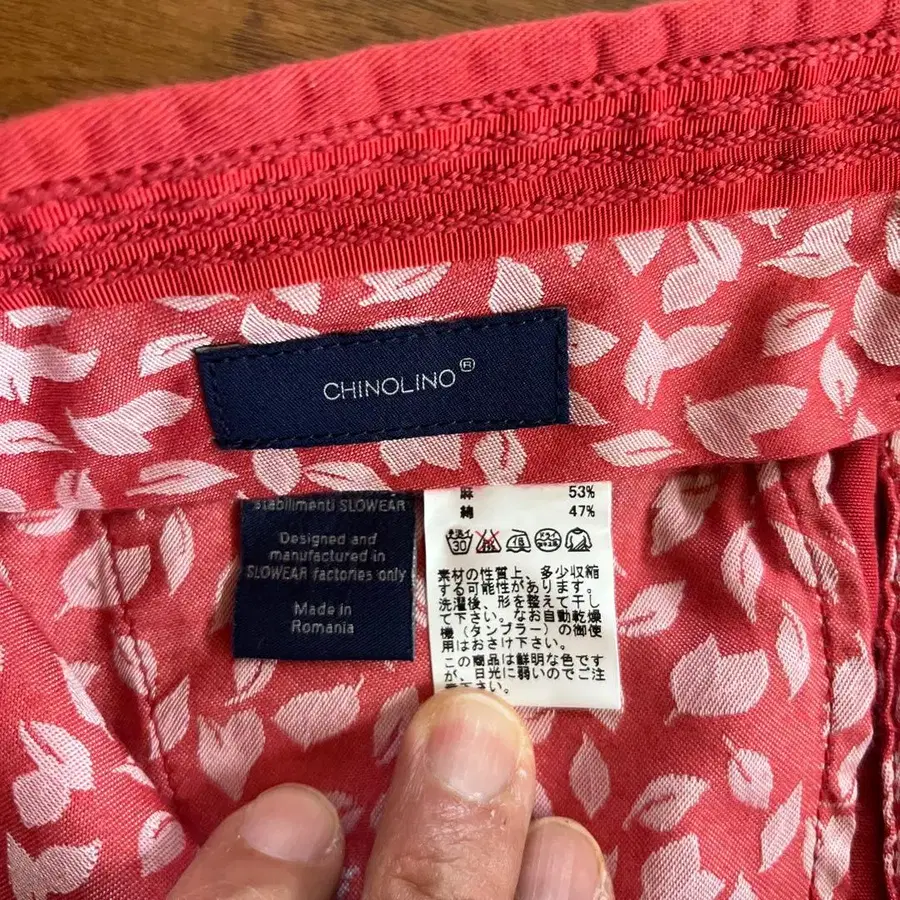 CHINOLINO®
stabilimenti SLOWEAR
Designed and
manufactured in
SLOWEAR factories only
Made in
Romania
麻 53%
綿 47%
30
素材の性質上、多少収縮
する可能性があります。
洗濯後、形を整えて干し
て下さい。なお自動乾燥
機(タンブラー)の御使
用はおさけ下さい。
この商品は鮮明な色です
が、日光に弱いのでご注
下さい。